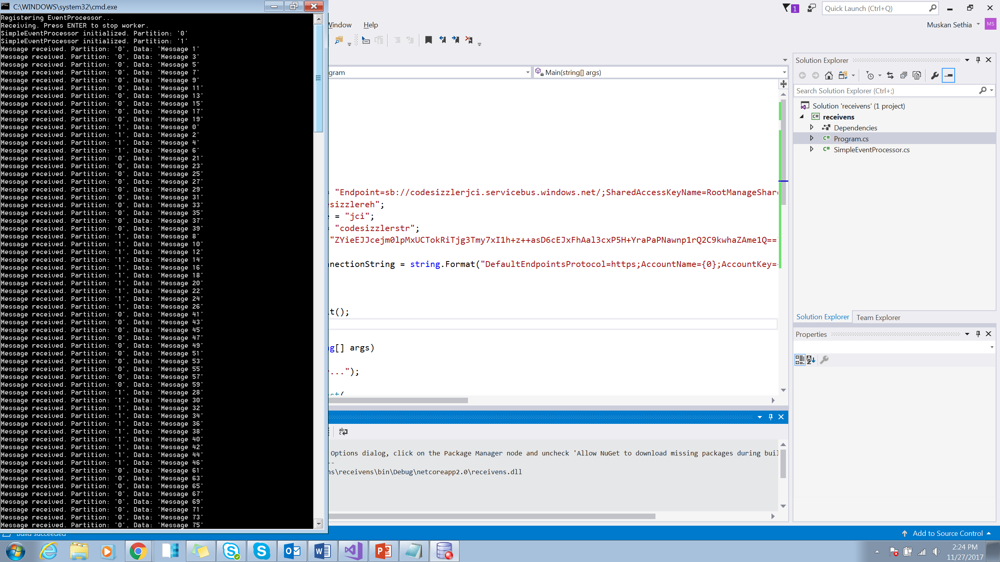 C:\WINDOWS\system32\cmd.exe
Registering EventProcessor...
Receiving. Press ENTER to stop worker.
SimpleEventProcessor initialized. Partition: '0'
SimpleEventProcessor initialized. Partition: '1'
Message received. Partition: '0', Data: 'Message 1'
Message received. Partition: '0', Data: 'Message 3'
Message received. Partition: '0', Data: 'Message 5'
Message received. Partition: '0', Data: 'Message 7'
Message received. Partition: '0', Data: 'Message 9'
Message received. Partition: '0', Data: 'Message 11'
Message received. Partition: '0', Data: 'Message 13'
Message received. Partition: '0', Data: 'Message 15'
Message received. Partition: '0', Data: 'Message 17'
Message received. Partition: '0', Data: 'Message 19'
Message received. Partition: '1', Data: 'Message 0'
Message received. Partition: '1', Data: 'Message 2'
Message received. Partition: '1', Data: 'Message 4'
Message received. Partition: '1', Data: 'Message 6'
Message received. Partition: '0', Data: 'Message 21'
Message received. Partition: '0', Data: 'Message 23'
Message received. Partition: '0', Data: 'Message 25'
Message received. Partition: '0', Data: 'Message 27'
Message received. Partition: '0', Data: 'Message 29'
Message received. Partition: '0', Data: 'Message 31'
Message received. Partition: '0', Data: 'Message 33'
Message received. Partition: '0', Data: 'Message 35'
Message received. Partition: '0', Data: 'Message 37'
Message received. Partition: '0', Data: 'Message 39'
Message received. Partition: '1', Data: 'Message 8'
Message received. Partition: '1', Data: 'Message 10'
Message received. Partition: '1', Data: 'Message 12'
Message received. Partition: '1', Data: 'Message 14'
Message received. Partition: '1', Data: 'Message 16'
Message received. Partition: '1', Data: 'Message 18'
Message received. Partition: '1', Data: 'Message 20'
Message received. Partition: '1', Data: 'Message 22'
Message received. Partition: '1', Data: 'Message 24'
Message received. Partition: '1', Data: 'Message 26'
Message received. Partition: '0', Data: 'Message 41'
Message received. Partition: '0', Data: 'Message 43'
Message received. Partition: '0', Data: 'Message 45'
Message received. Partition: '0', Data: 'Message 47'
Message received. Partition: '0', Data: 'Message 49'
Message received. Partition: '0', Data: 'Message 51'
Message received. Partition: '0', Data: 'Message 53'
Message received. Partition: '0', Data: 'Message 55'
Message received. Partition: '0', Data: 'Message 57'
Message received. Partition: '0', Data: 'Message 59'
Message received. Partition: '1', Data: 'Message 28'
Message received. Partition: '1', Data: 'Message 30'
Message received. Partition: '1', Data: 'Message 32'
Message received. Partition: '1', Data: 'Message 34'
Message received. Partition: '1', Data: 'Message 36'
Message received. Partition: '1', Data: 'Message 38'
Message received. Partition: '1', Data: 'Message 40'
Message received. Partition: '1', Data: 'Message 42'
Message received. Partition: '1', Data: 'Message 44'
Message received. Partition: '1', Data: 'Message 46'
Message received. Partition: '0', Data: 'Message 61'
Message received. Partition: '0', Data: 'Message 63'
Message received. Partition: '0', Data: 'Message 65'
Message received. Partition: '0', Data: 'Message 67'
Message received. Partition: '0', Data: 'Message 69'
Message received. Partition: '0', Data: 'Message 71'
Message received. Partition: '0', Data: 'Message 73'
Message received. Partition: '0', Data: 'Message 75'
Build succeeded
1
Quick Launch (Ctrl+Q)
Window Help
Muskan Sethia MS
gram
Main(string[] args)
= "Endpoint=sb://codesizzlerjci.servicebus.windows.net/;SharedAccessKeyName=RootManageShar
sizzlereh";
= "jci";
= "codesizzlerstr";
"ZYieEJJcejm0lpMxUCTokRiTjg3Tmy7xI1h+z++asD6cEJxFhAal3cxP5H+YraPaPNawnp1rQ2C9kwhaZAme1Q=="
nnectionString = string.Format("DefaultEndpointsProtocol=https;AccountName={0};AccountKey=
t();
ng[] args)
...");
st(
Options dialog, click on the Package Manager node and uncheck 'Allow NuGet to download missing packages during buil
--
ns\receivens\bin\Debug\netcoreapp2.0\receivens.dll
Solution Explorer
Search Solution Explorer (Ctrl+;)
Solution 'receivens' (1 project)
C# receivens
Dependencies
C# Program.cs
C# SimpleEventProcessor.cs
Solution Explorer Team Explorer
Properties
Add to Source Control
2:24 PM
11/27/2017